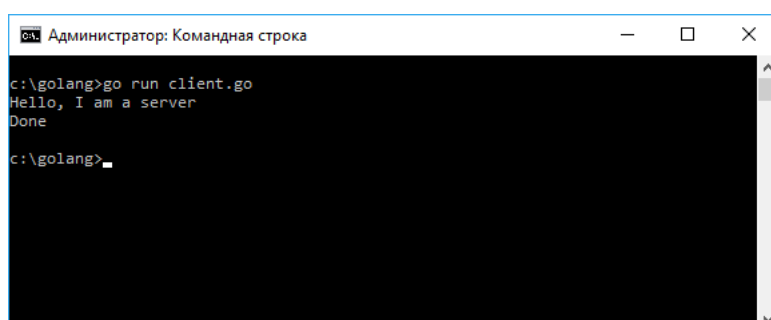 Администратор: Командная строка
c:\golang>go run client.go
Hello, I am a server
Done
c:\golang>